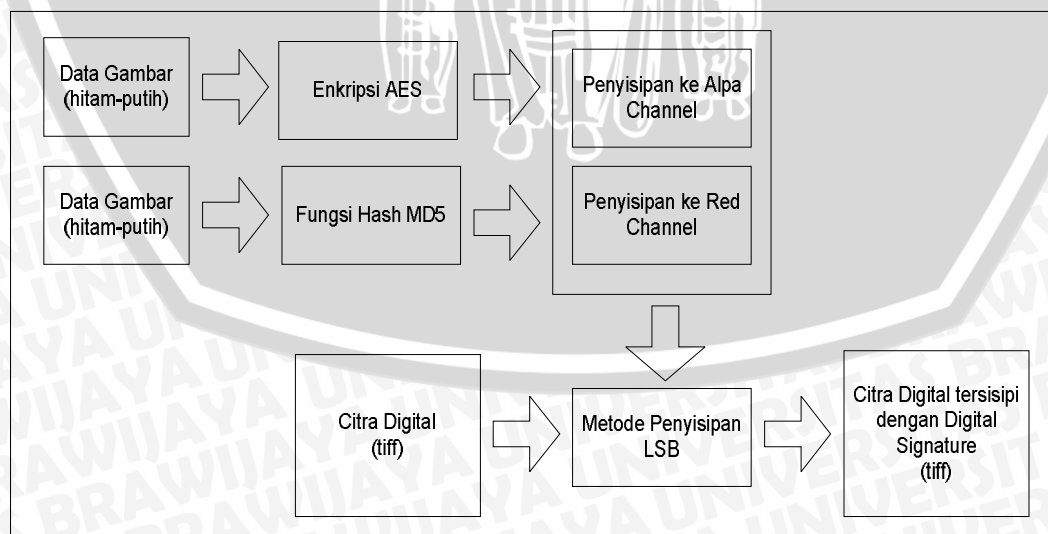 Data Gambar
(hitam-putih)
Enkripsi AES
Penyisipan ke Alpa
Channel
Data Gambar
(hitam-putih)
Fungsi Hash MD5
Penyisipan ke Red
Channel
Citra Digital
(tiff)
Metode Penyisipan
LSB
Citra Digital tersisipi
dengan Digital
Signature
(tiff)